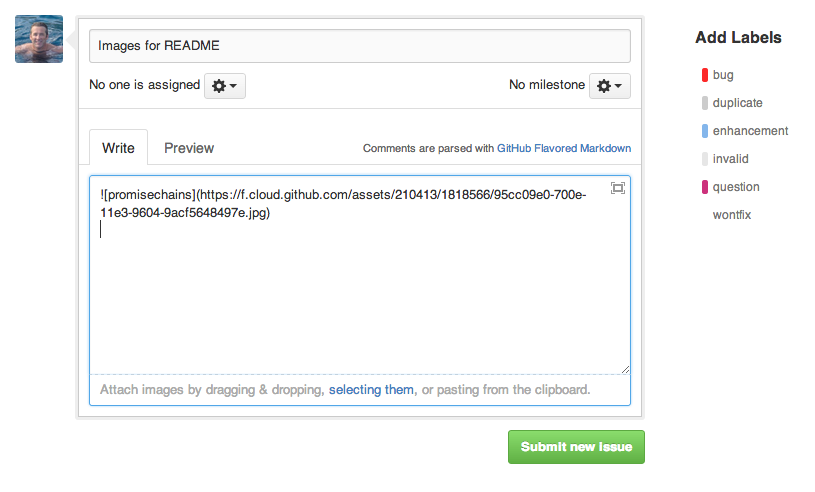 Images for README
No one is assigned
No milestone
Write
Preview
Comments are parsed with GitHub Flavored Markdown
![promisechains](https://f.cloud.github.com/assets/210413/1818566/95cc09e0-700e-
11e3-9604-9acf5648497e.jpg)
Attach images by dragging & dropping, selecting them, or pasting from the clipboard.
Submit new issue
Add Labels
bug
duplicate
enhancement
invalid
question
wontfix